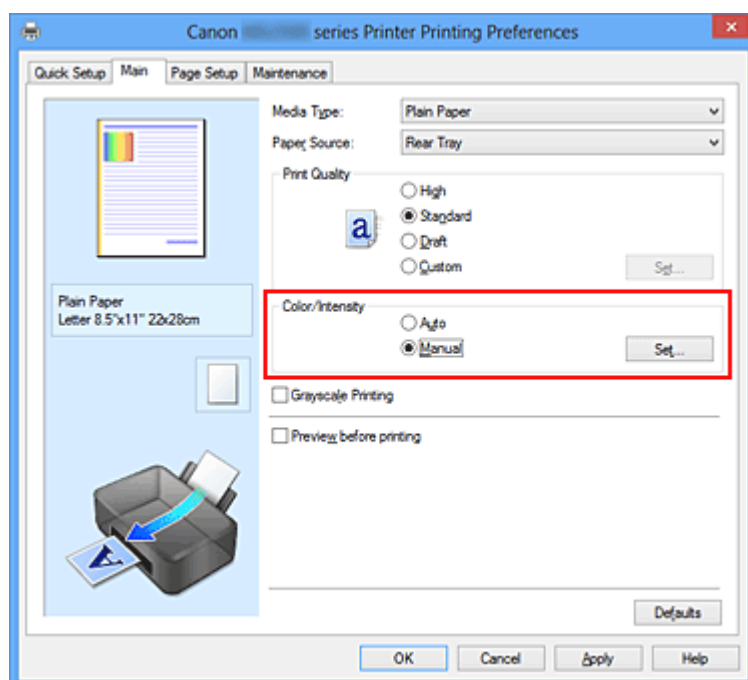 Canon series Printer Printing Preferences
Quick Setup Main Page Setup Maintenance
Media Type: Plain Paper
Paper Source: Rear Tray
Print Quality
High
a
Standard
Draft
Custom Set...
Plain Paper
Letter 8.5"x11" 22x28cm
Color/Intensity
Auto
Manual Set...
Grayscale Printing
Preview before printing
A
Defaults
OK Cancel Apply Help